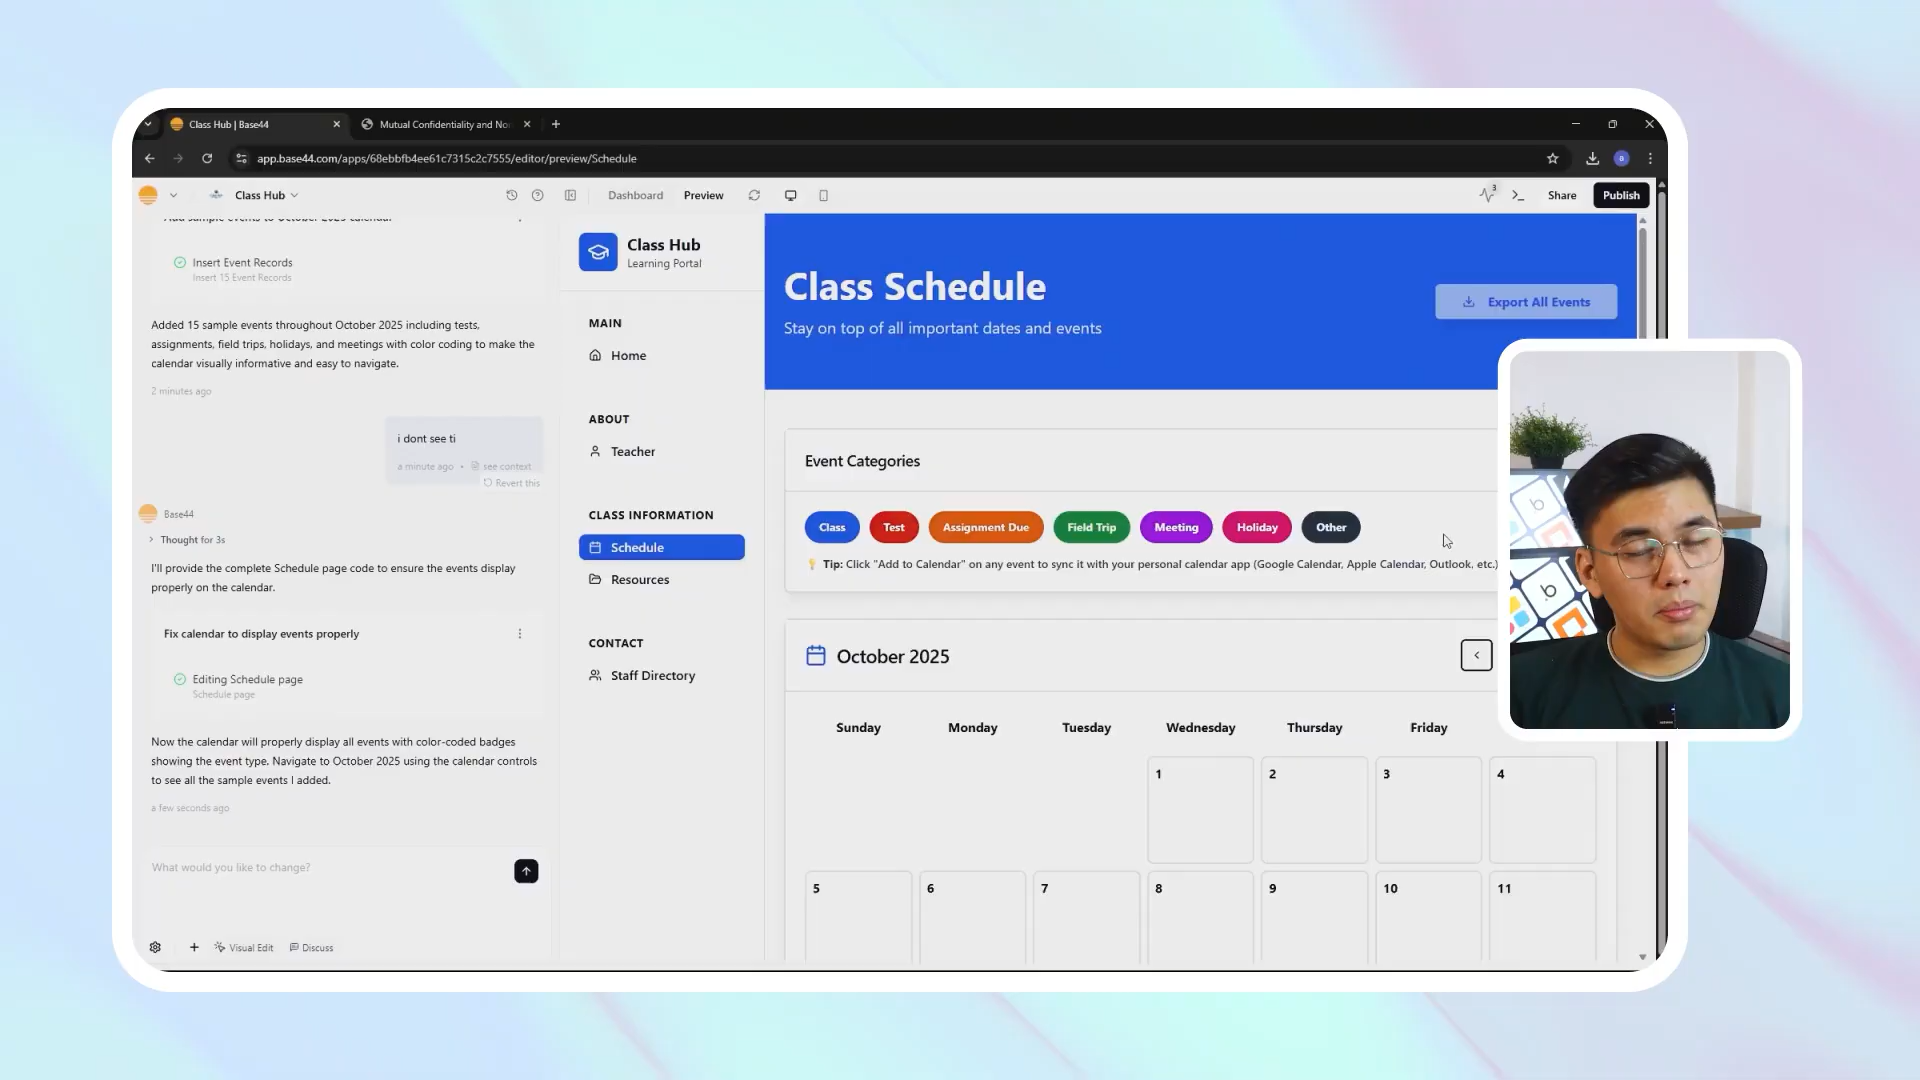 Class Hub | Base44
Mutual Confidentiality and No
app.base44.com/apps/68ebbfb4ee61c7315c2c7555/editor/preview/Schedule
a
Class Hub
Dashboard
Preview
3
Share
Publish
Add sample events to October 2025 calendar
Insert Event Records
Insert 15 Event Records
Added 15 sample events throughout October 2025 including tests,
assignments, field trips, holidays, and meetings with color coding to make the
calendar visually informative and easy to navigate.
2 minutes ago
i dont see ti
a minute ago • see context
Revert this
Base44
Thought for 3s
I'll provide the complete Schedule page code to ensure the events display
properly on the calendar.
Fix calendar to display events properly
Editing Schedule page
Schedule page
Now the calendar will properly display all events with color-coded badges
showing the event type. Navigate to October 2025 using the calendar controls
to see all the sample events I added.
a few seconds ago
What would you like to change?
Visual Edit
Discuss
Class Hub
Learning Portal
MAIN
Home
ABOUT
Teacher
CLASS INFORMATION
Schedule
Resources
CONTACT
Staff Directory
Class Schedule
Stay on top of all important dates and events
Export All Events
Event Categories
Class
Test
Assignment Due
Field Trip
Meeting
Holiday
Other
Tip: Click "Add to Calendar" on any event to sync it with your personal calendar app (Google Calendar, Apple Calendar, Outlook, etc.)
October 2025
Sunday Monday Tuesday Wednesday Thursday Friday
1 2 3 4
5 6 7 8 9 10 11